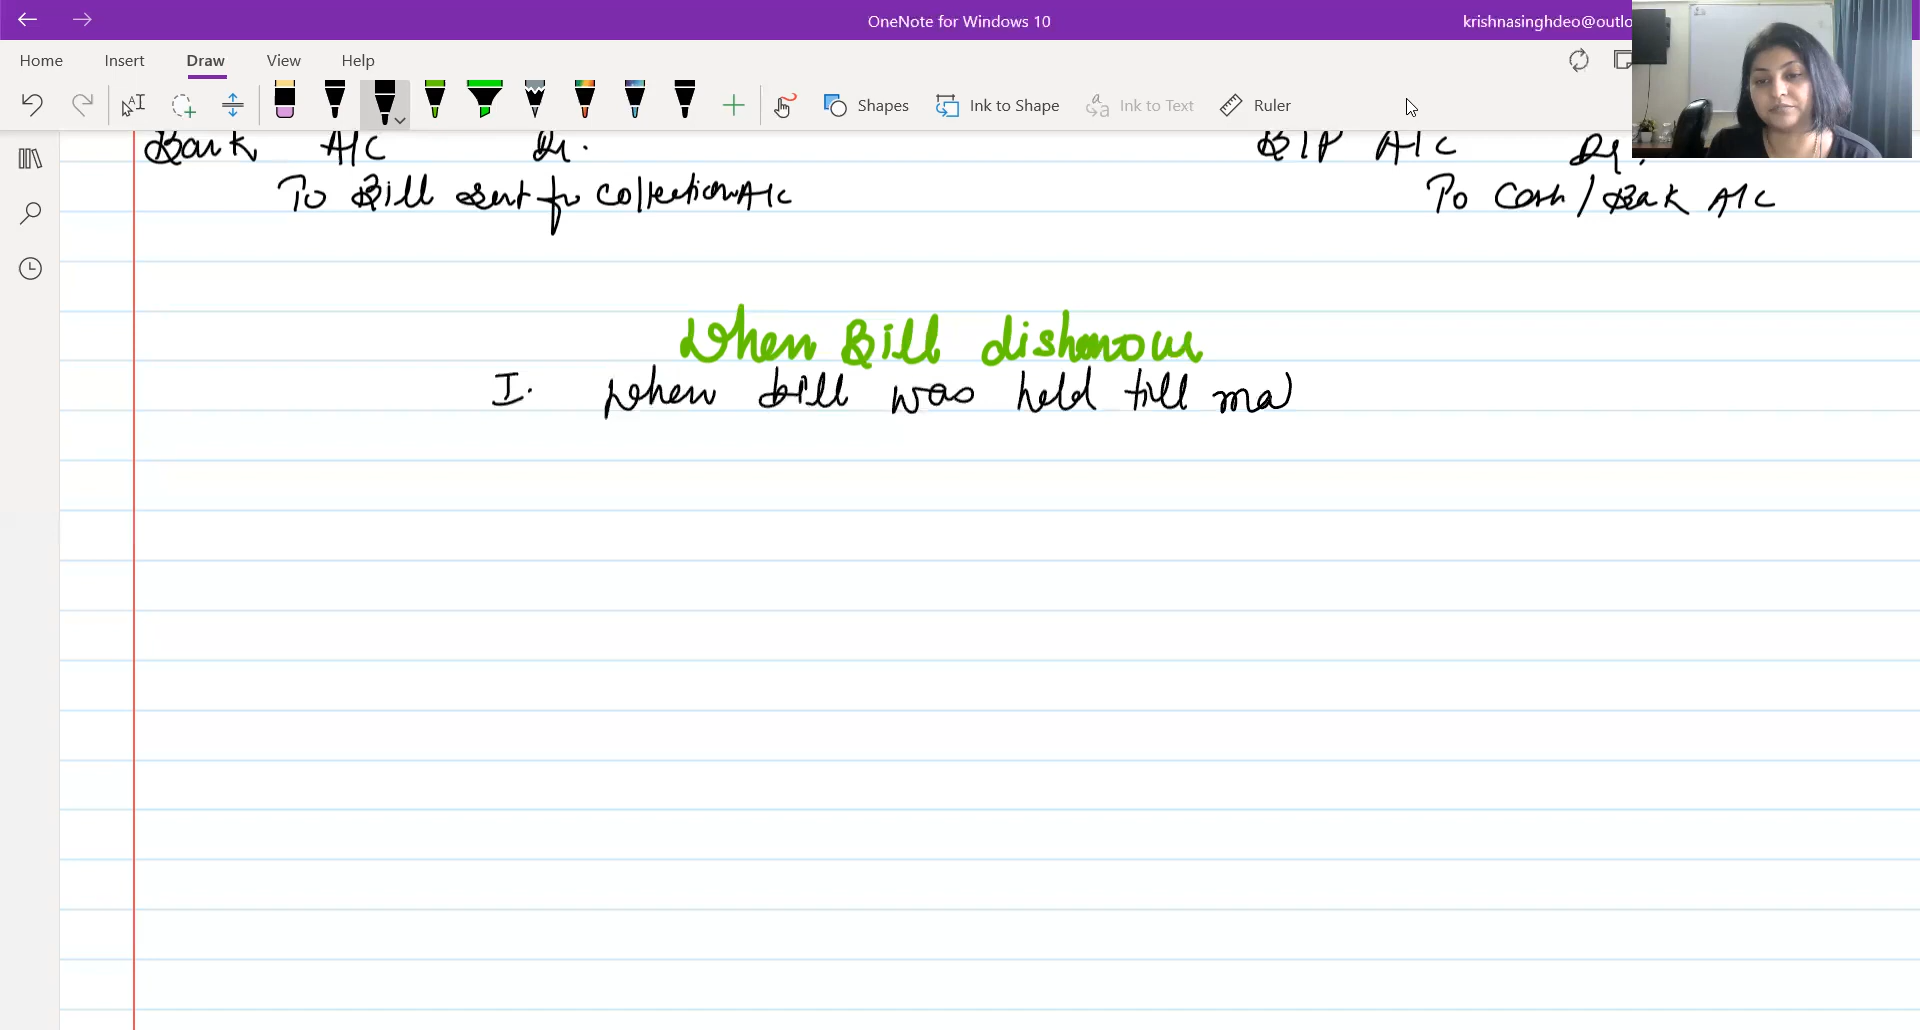 OneNote for Windows 10
krishnasinghdeo@outlo
Home Insert Draw View Help
Shapes Ink to Shape Ink to Text Ruler
Bank A/C Dr.
To Bill sent for collection A/C
B/P A/C Dr.
To Cash/Bank A/C
When Bill dishonour
I. When bill was held till ma